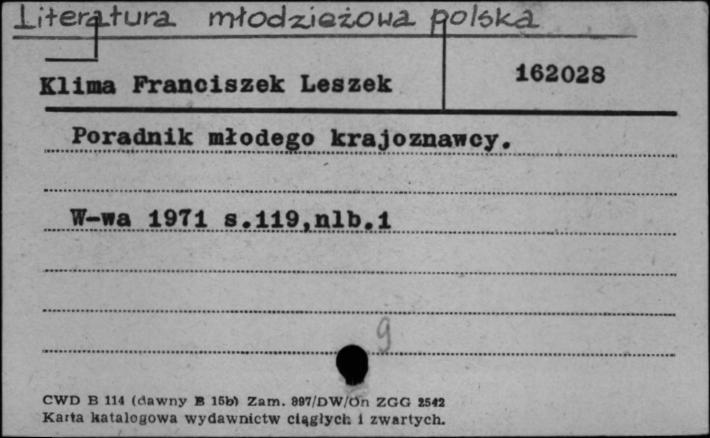 Literatura młodzieżowa polska
Klima Franciszek Leszek
162028
Poradnik młodego krajoznawcy.
W-wa 1971 s.119,nlb.1
9
CWD B 114 (dawny B 15b) Zam. 897/DW/On ZGG 2542
Karta katalogowa wydawnictw ciągłych i zwartych.